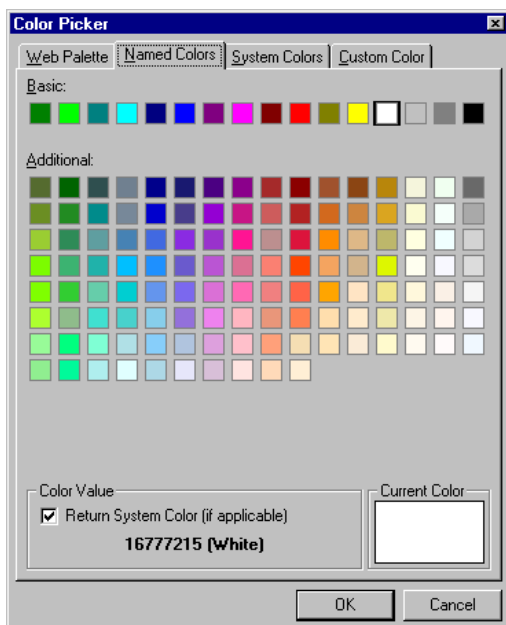 Color Picker
Web Palette Named Colors System Colors Custom Color
Basic:
Additional:
Color Value
Current Color
Return System Color (if applicable)
16777215 (White)
OK Cancel